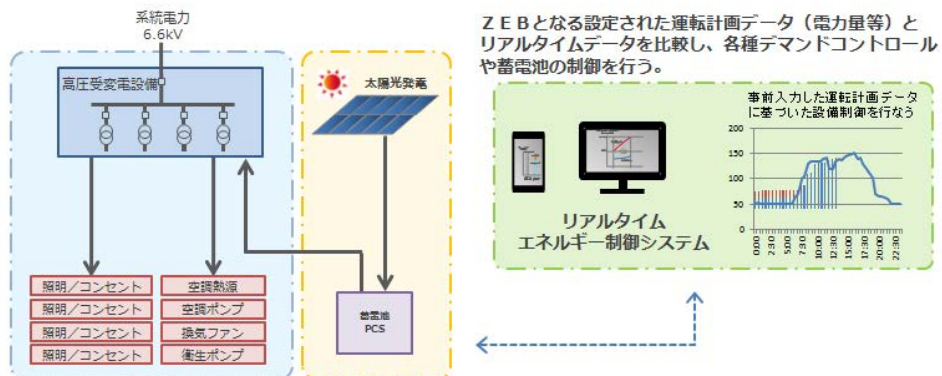 系統電力
6.6kV
高圧受変電設備
太陽光発電
照明／コンセント
照明／コンセント
照明／コンセント
照明／コンセント
空調熱源
空調ポンプ
換気ファン
衛生ポンプ
蓄電池
PCS
ＺＥＢとなる設定された運転計画データ（電力量等）と
リアルタイムデータを比較し、各種デマンドコントロール
や蓄電池の制御を行う。
リアルタイム
エネルギー制御システム
事前入力した運転計画データ
に基づいた設備制御を行なう
200
150
100
50
0
0:00
2:30
5:00
7:30
10:00
12:30
15:00
17:30
20:00
22:30